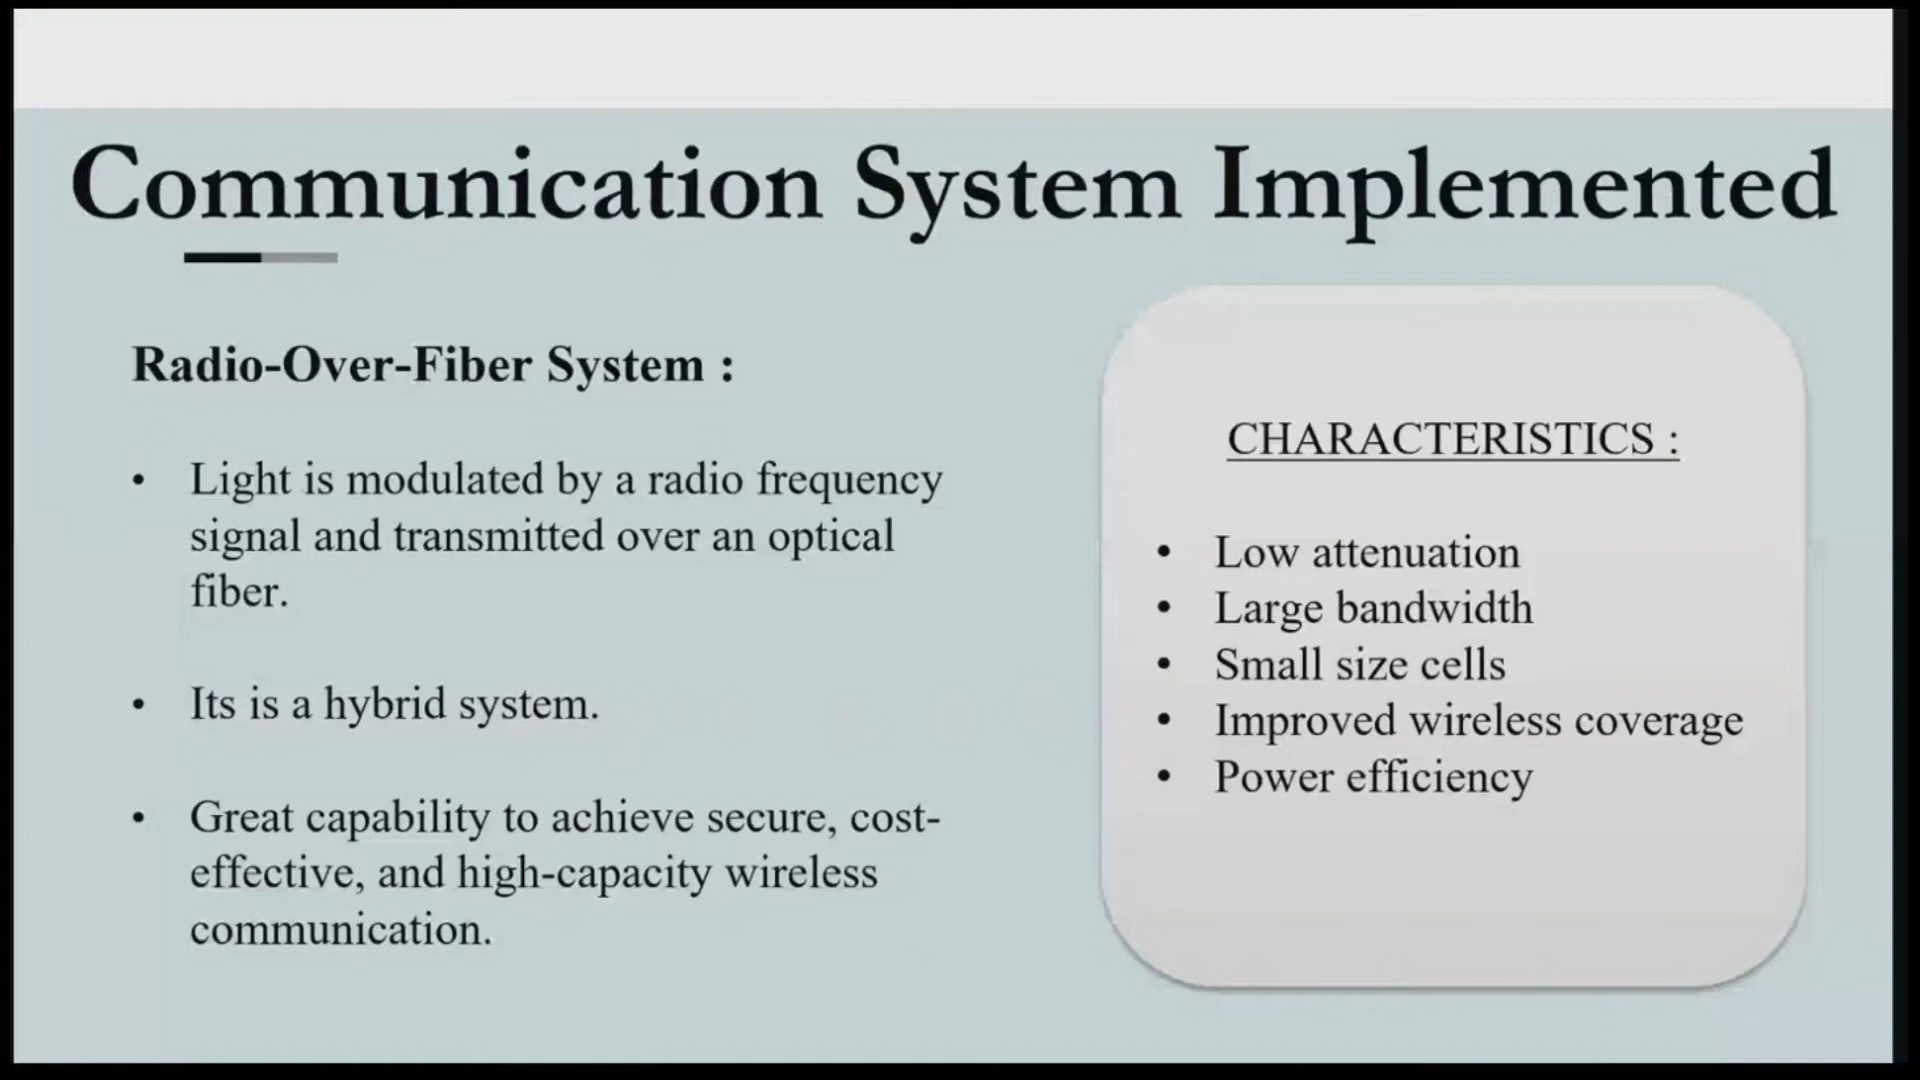 Communication System Implemented
Radio-Over-Fiber System :
• Light is modulated by a radio frequency
signal and transmitted over an optical
fiber.
• Its is a hybrid system.
• Great capability to achieve secure, cost-
effective, and high-capacity wireless
communication.
CHARACTERISTICS :
• Low attenuation
• Large bandwidth
• Small size cells
• Improved wireless coverage
• Power efficiency